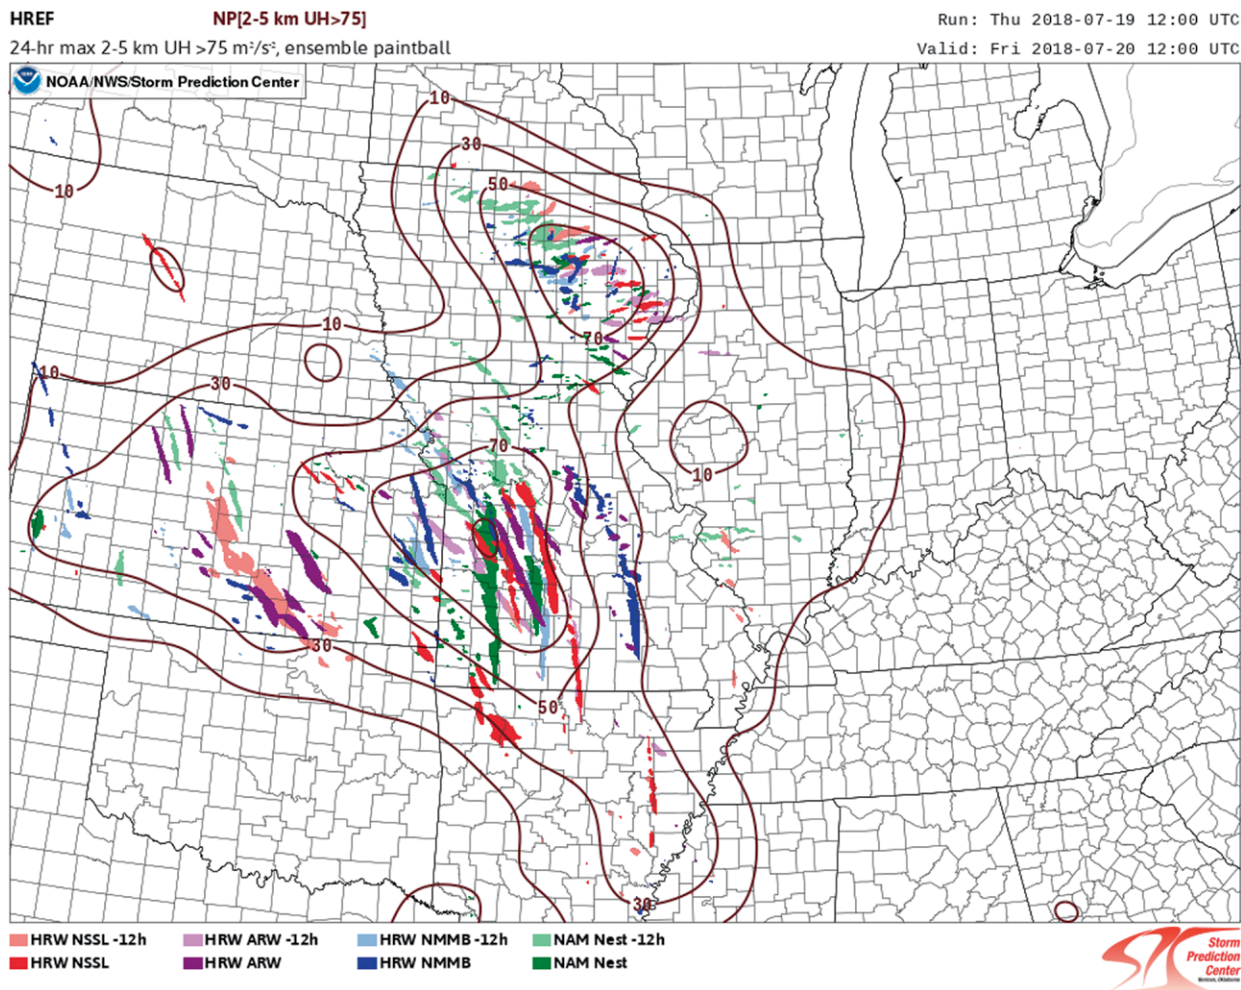 HREF NP[2-5 km UH>75] Run: Thu 2018-07-19 12:00 UTC
24-hr max 2-5 km UH >75 m²/s², ensemble paintball Valid: Fri 2018-07-20 12:00 UTC
NOAA/NWS/Storm Prediction Center
10
30
10
50
70
10
10
30
70
10
30
50
30
HRW NSSL -12h HRW ARW -12h HRW NMMB -12h NAM Nest -12h
HRW NSSL HRW ARW HRW NMMB NAM Nest
Storm
Prediction
Center
Norman, Oklahoma